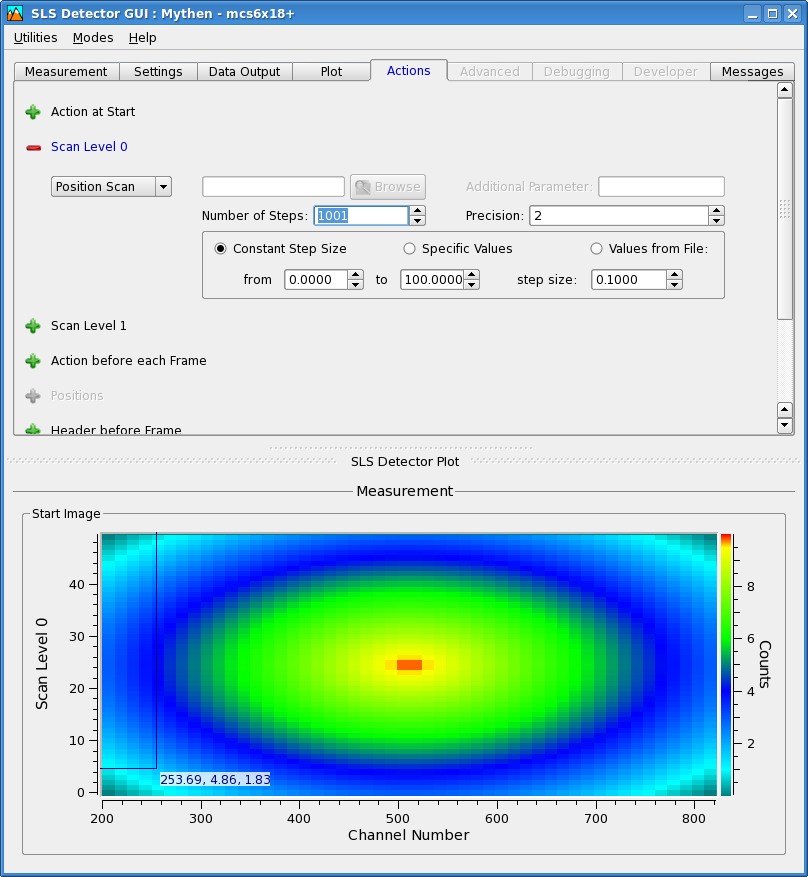 SLS Detector GUI : Mythen - mcs6x18+
Utilities Modes Help
Measurement Settings Data Output Plot Actions Advanced Debugging Developer Messages
Action at Start
Scan Level 0
Position Scan Browse Additional Parameter:
Number of Steps: 1001 Precision: 2
Constant Step Size Specific Values Values from File:
from 0.0000 to 100.0000 step size: 0.1000
Scan Level 1
Action before each Frame
Positions
Header before Frame
SLS Detector Plot
Measurement
Start Image
Scan Level 0
40
30
20
10
0
253.69, 4.86, 1.83
200 300 400 500 600 700 800
Channel Number
8
6
4
2
Counts